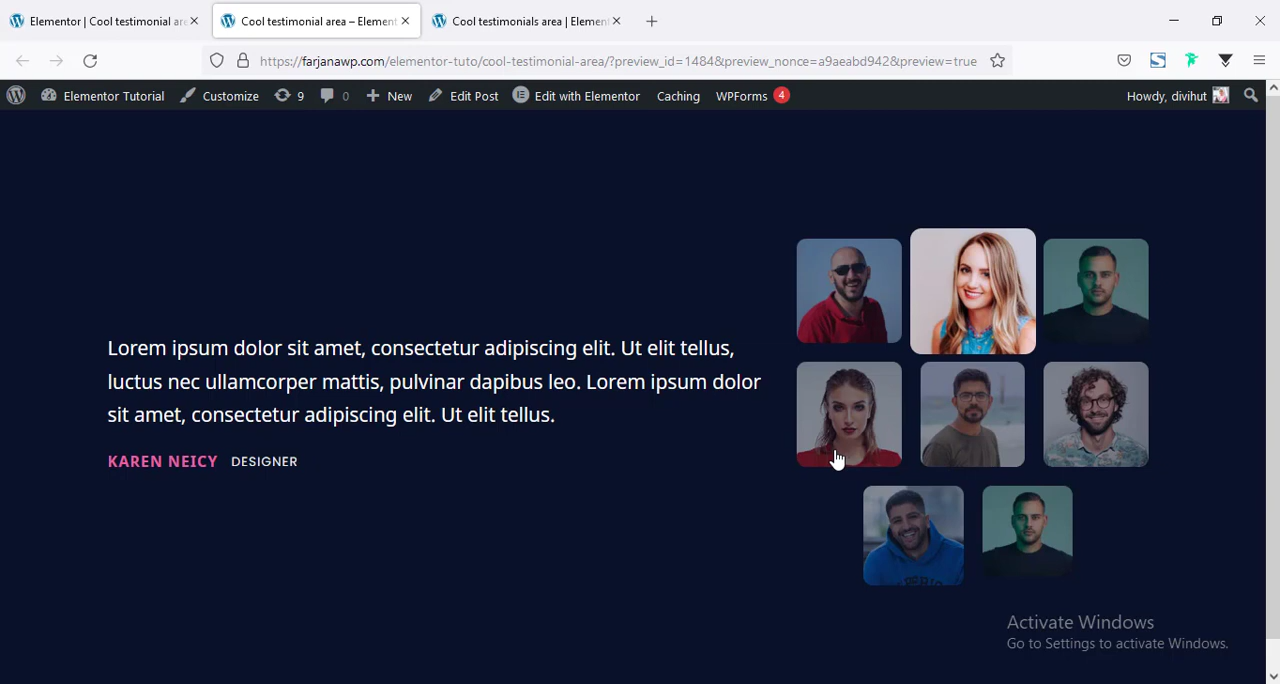 Elementor | Cool testimonial are
Cool testimonial area – Element
Cool testimonials area | Element
https://farjanawp.com/elementor-tuto/cool-testimonial-area/?preview_id=1484&preview_nonce=a9aeabd942&preview=true
Elementor Tutorial Customize 9 0 New Edit Post Edit with Elementor Caching WPForms 4 Howdy, divihut
Lorem ipsum dolor sit amet, consectetur adipiscing elit. Ut elit tellus,
luctus nec ullamcorper mattis, pulvinar dapibus leo. Lorem ipsum dolor
sit amet, consectetur adipiscing elit. Ut elit tellus.
KAREN NEICY DESIGNER
Activate Windows
Go to Settings to activate Windows.